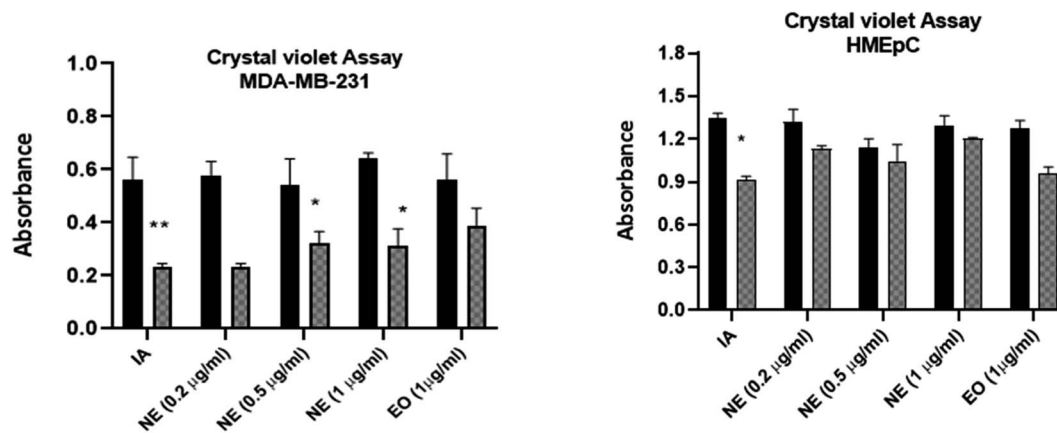 Crystal violet Assay
MDA-MB-231
Absorbance
1.0
0.8
0.6
0.4
0.2
0.0
**
*
*
IA
NE (0.2 µg/ml)
NE (0.5 µg/ml)
NE (1 µg/ml)
EO (1µg/ml)
Crystal violet Assay
HMEpC
Absorbance
1.8
1.5
1.2
0.9
0.6
0.3
0.0
*
IA
NE (0.2 µg/ml)
NE (0.5 µg/ml)
NE (1 µg/ml)
EO (1µg/ml)